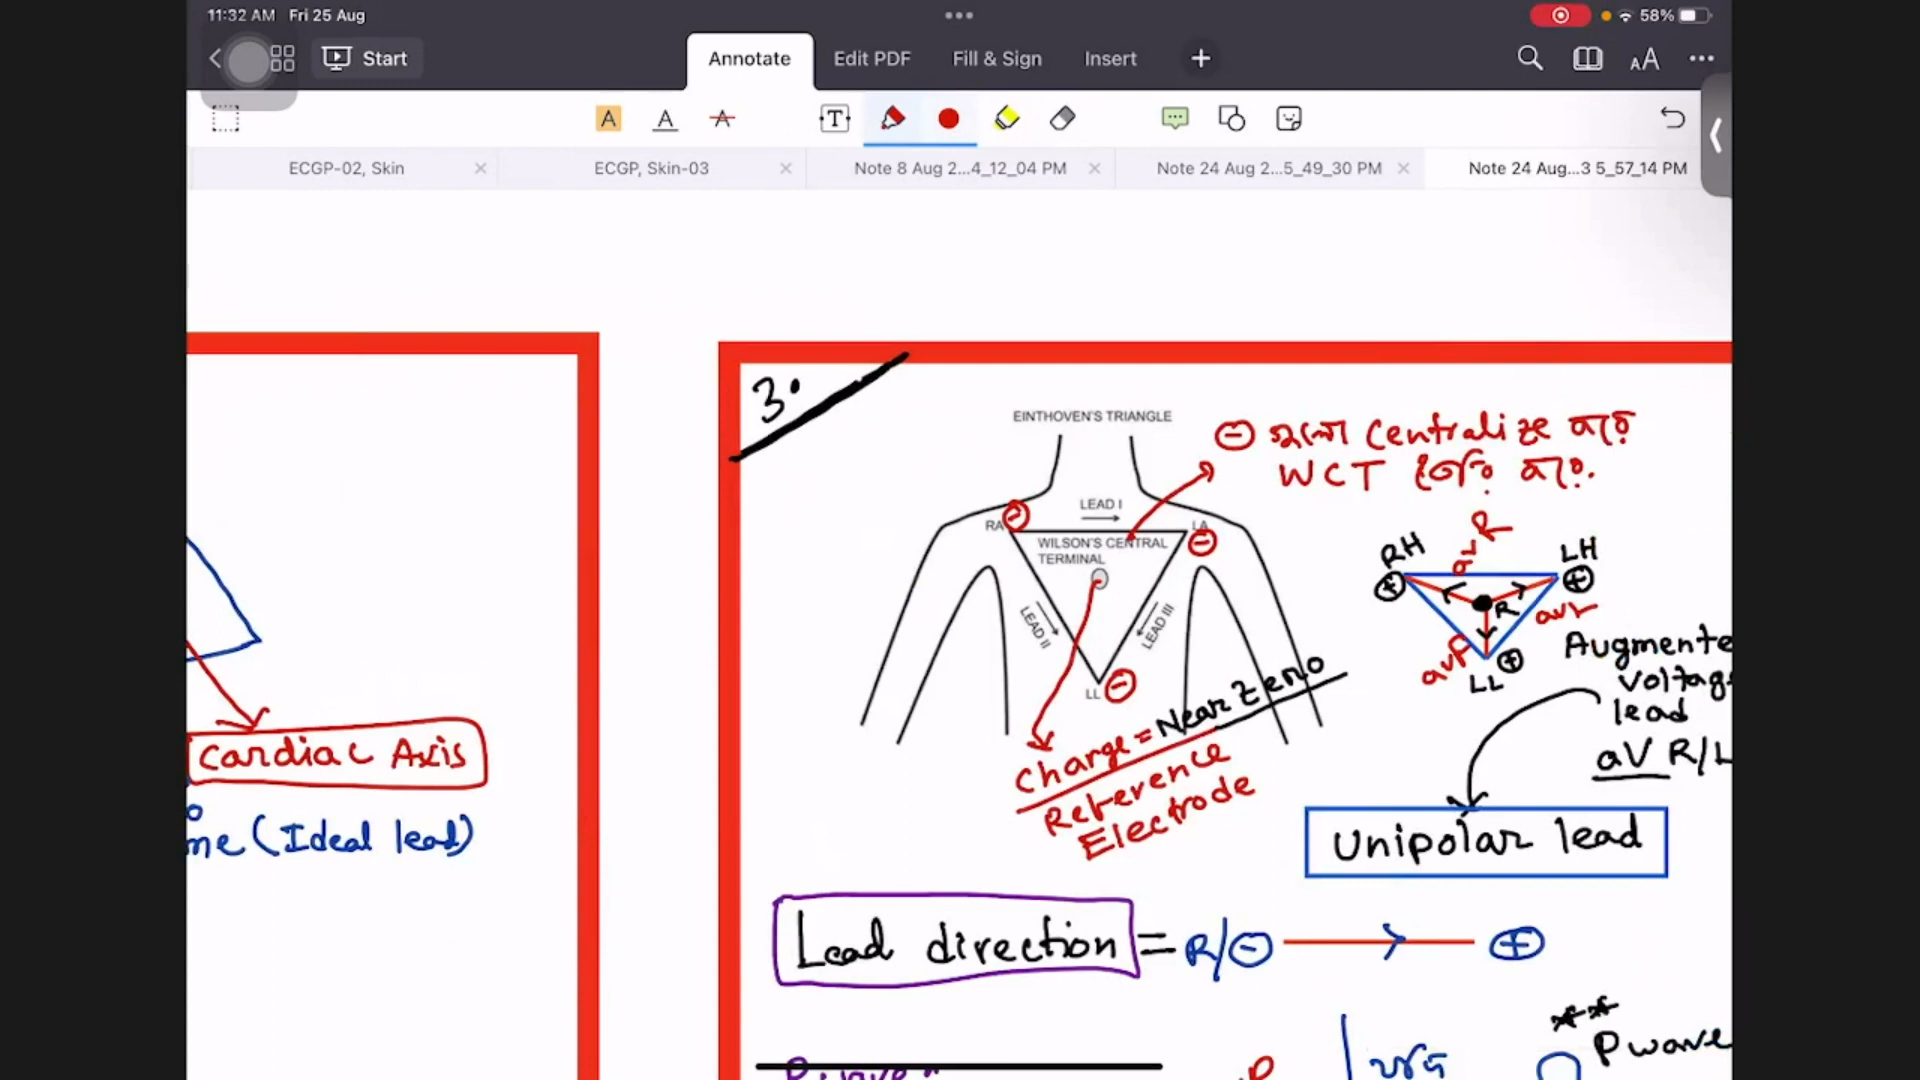 11:32 AM Fri 25 Aug
58%
Start
Annotate
Edit PDF
Fill & Sign
Insert
ECGP-02, Skin
ECGP, Skin-03
Note 8 Aug 2...4_12_04 PM
Note 24 Aug 2...5_49_30 PM
Note 24 Aug...3 5_57_14 PM
3.
EINTHOVEN'S TRIANGLE
centralize
WCT
LEAD I
RA
LA
WILSON'S CENTRAL
TERMINAL
LEAD II
LEAD III
LL
RH
avR
LH
R
avL
avF
LL
Augmente
voltag
lead
aV R/L
Charge = Near Zero
Reference
Electrode
Unipolar lead
Cardiac Axis
me (Ideal lead)
Lead direction = R/⊖ → ⊕
** P wave